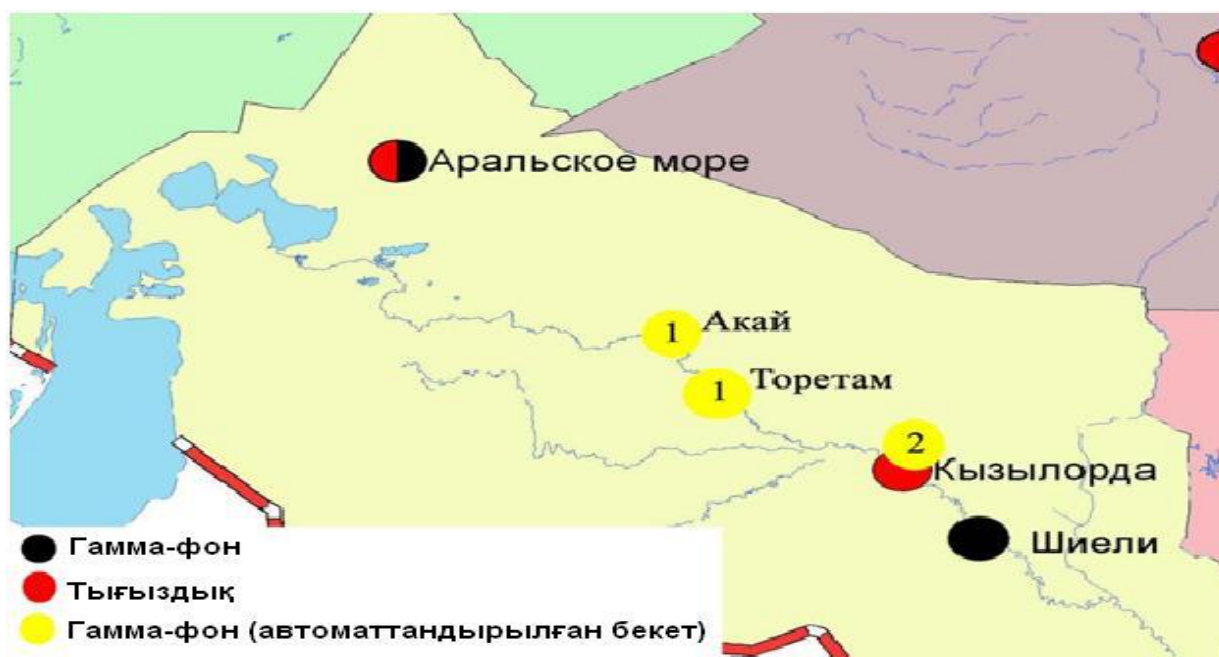 Аральское море
1 Акай
1 Торетам
2
Кызылорда
Шиели
Гамма-фон
Тығыздық
Гамма-фон (автоматтандырылған бекет)